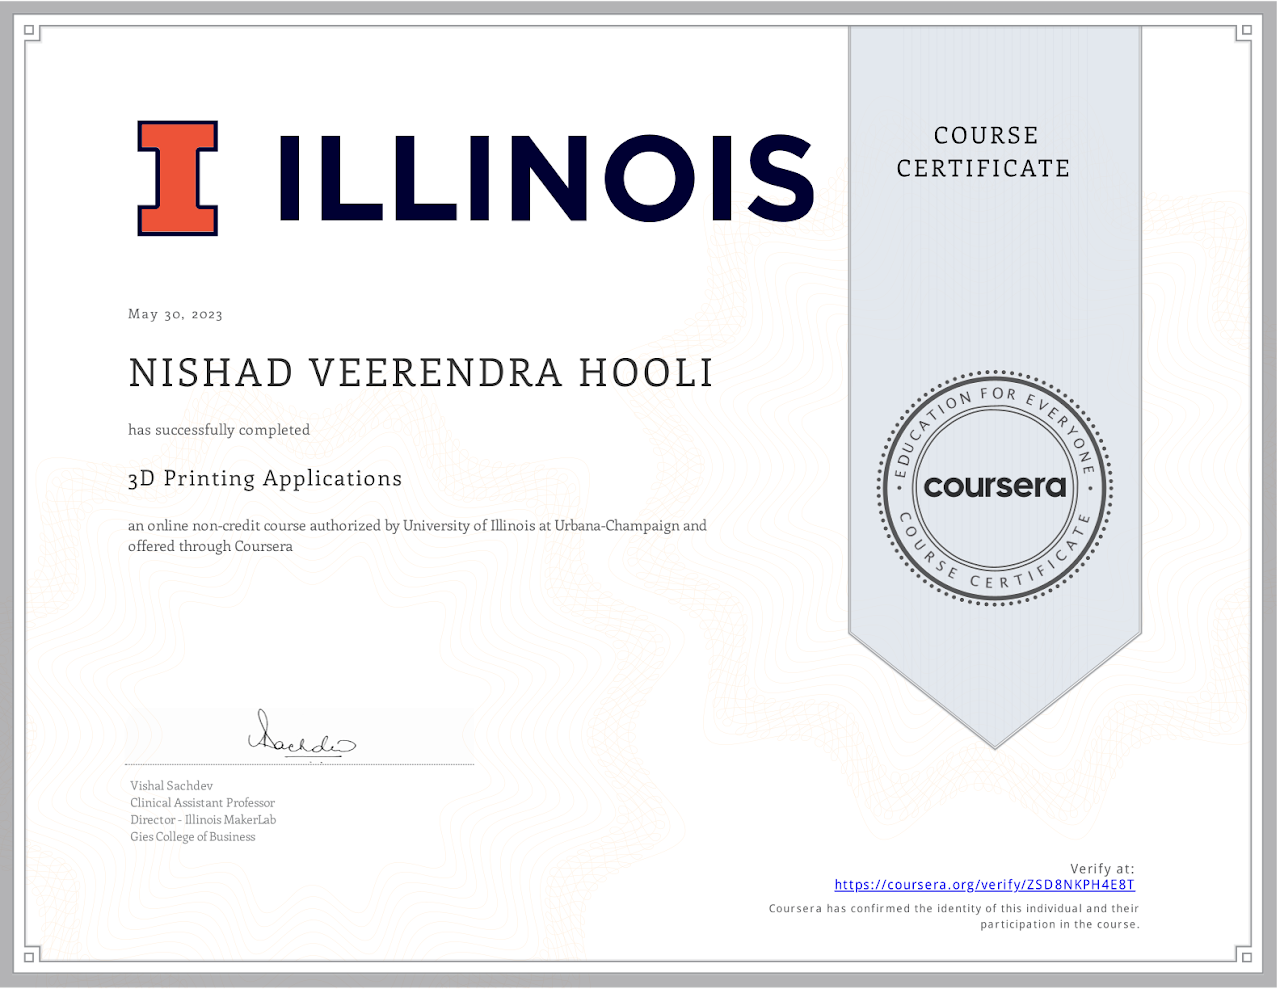 I ILLINOIS
COURSE
CERTIFICATE
May 30, 2023
NISHAD VEERENDRA HOOLI
has successfully completed
3D Printing Applications
an online non-credit course authorized by University of Illinois at Urbana-Champaign and
offered through Coursera
EDUCATION FOR EVERYONE
coursera
COURSE CERTIFICATE
Sachdev
Vishal Sachdev
Clinical Assistant Professor
Director - Illinois MakerLab
Gies College of Business
Verify at:
https://coursera.org/verify/ZSD8NKPH4E8T
Coursera has confirmed the identity of this individual and their
participation in the course.